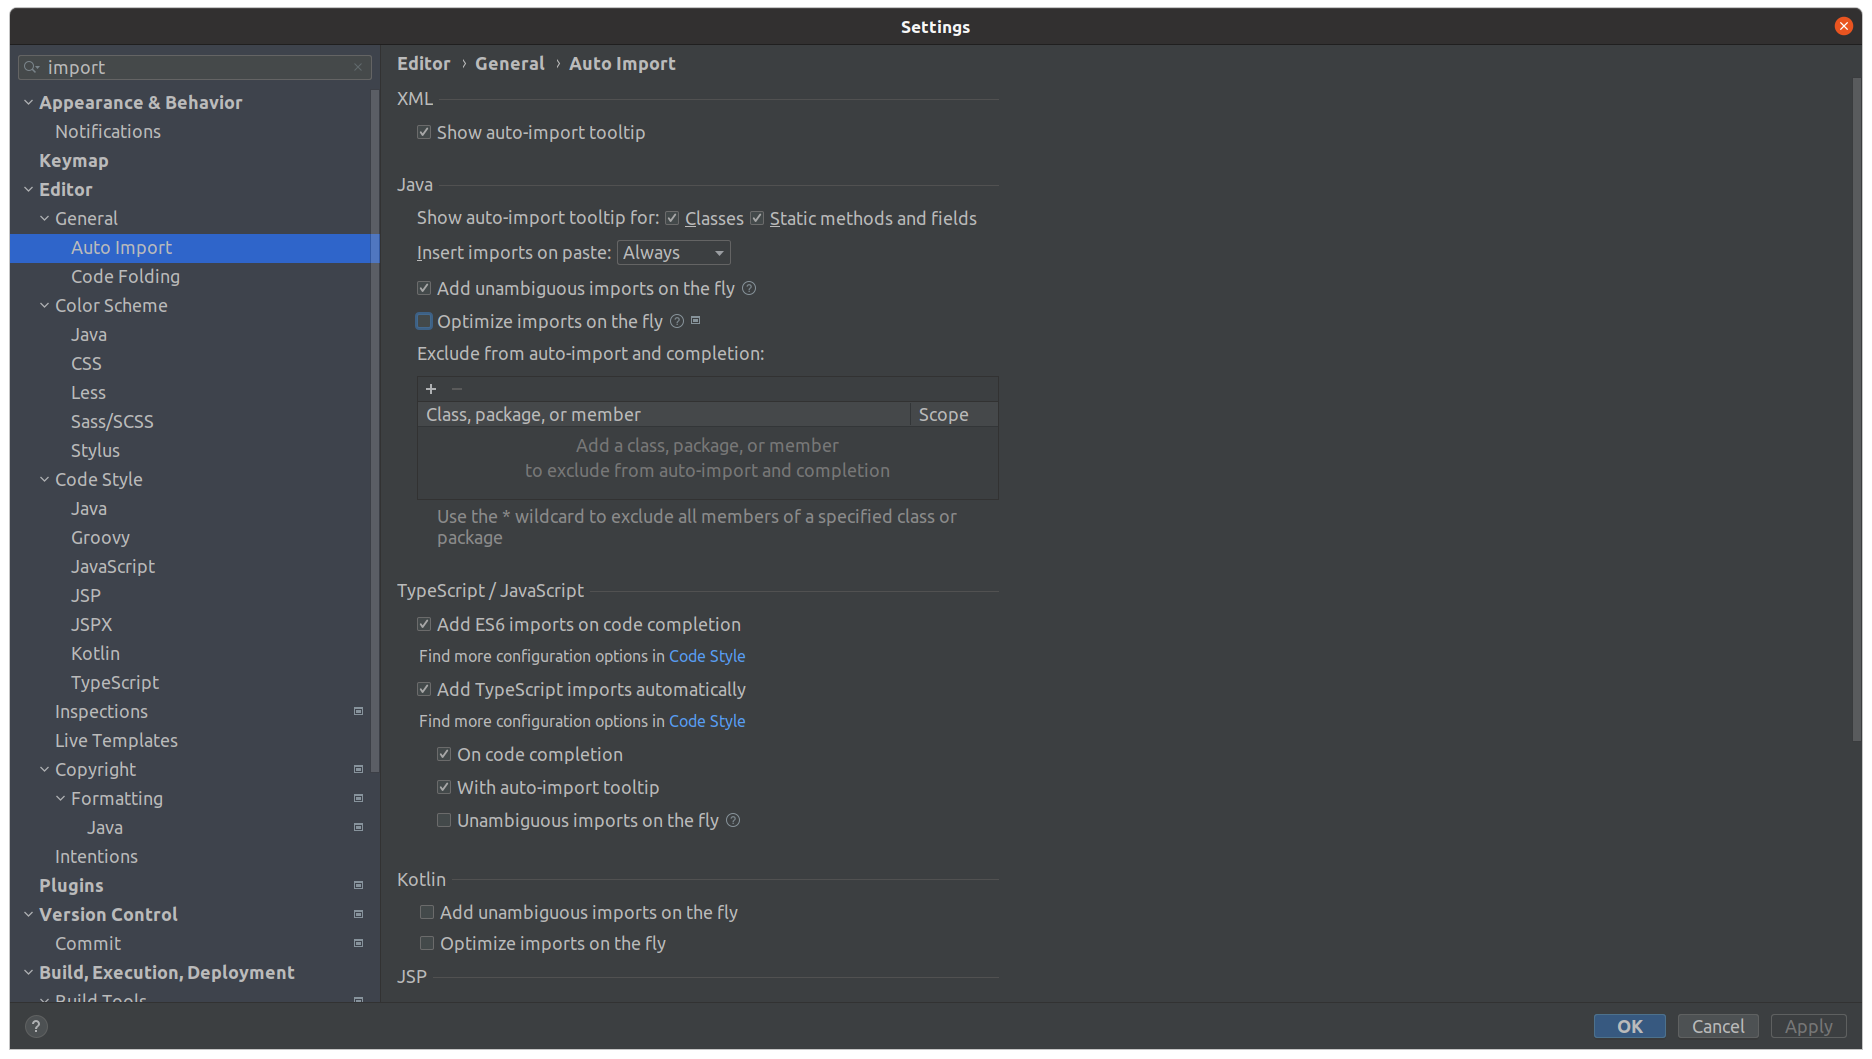 Settings
import
Appearance & Behavior
Notifications
Keymap
Editor
General
Auto Import
Code Folding
Color Scheme
Java
CSS
Less
Sass/SCSS
Stylus
Code Style
Java
Groovy
JavaScript
JSP
JSPX
Kotlin
TypeScript
Inspections
Live Templates
Copyright
Formatting
Java
Intentions
Plugins
Version Control
Commit
Build, Execution, Deployment
Build Tools
Editor › General › Auto Import
XML
Show auto-import tooltip
Java
Show auto-import tooltip for: Classes Static methods and fields
Insert imports on paste: Always
Add unambiguous imports on the fly ?
Optimize imports on the fly ?
Exclude from auto-import and completion:
+ −
Class, package, or member Scope
Add a class, package, or member
to exclude from auto-import and completion
Use the * wildcard to exclude all members of a specified class or
package
TypeScript / JavaScript
Add ES6 imports on code completion
Find more configuration options in Code Style
Add TypeScript imports automatically
Find more configuration options in Code Style
On code completion
With auto-import tooltip
Unambiguous imports on the fly ?
Kotlin
Add unambiguous imports on the fly
Optimize imports on the fly
JSP
? OK Cancel Apply